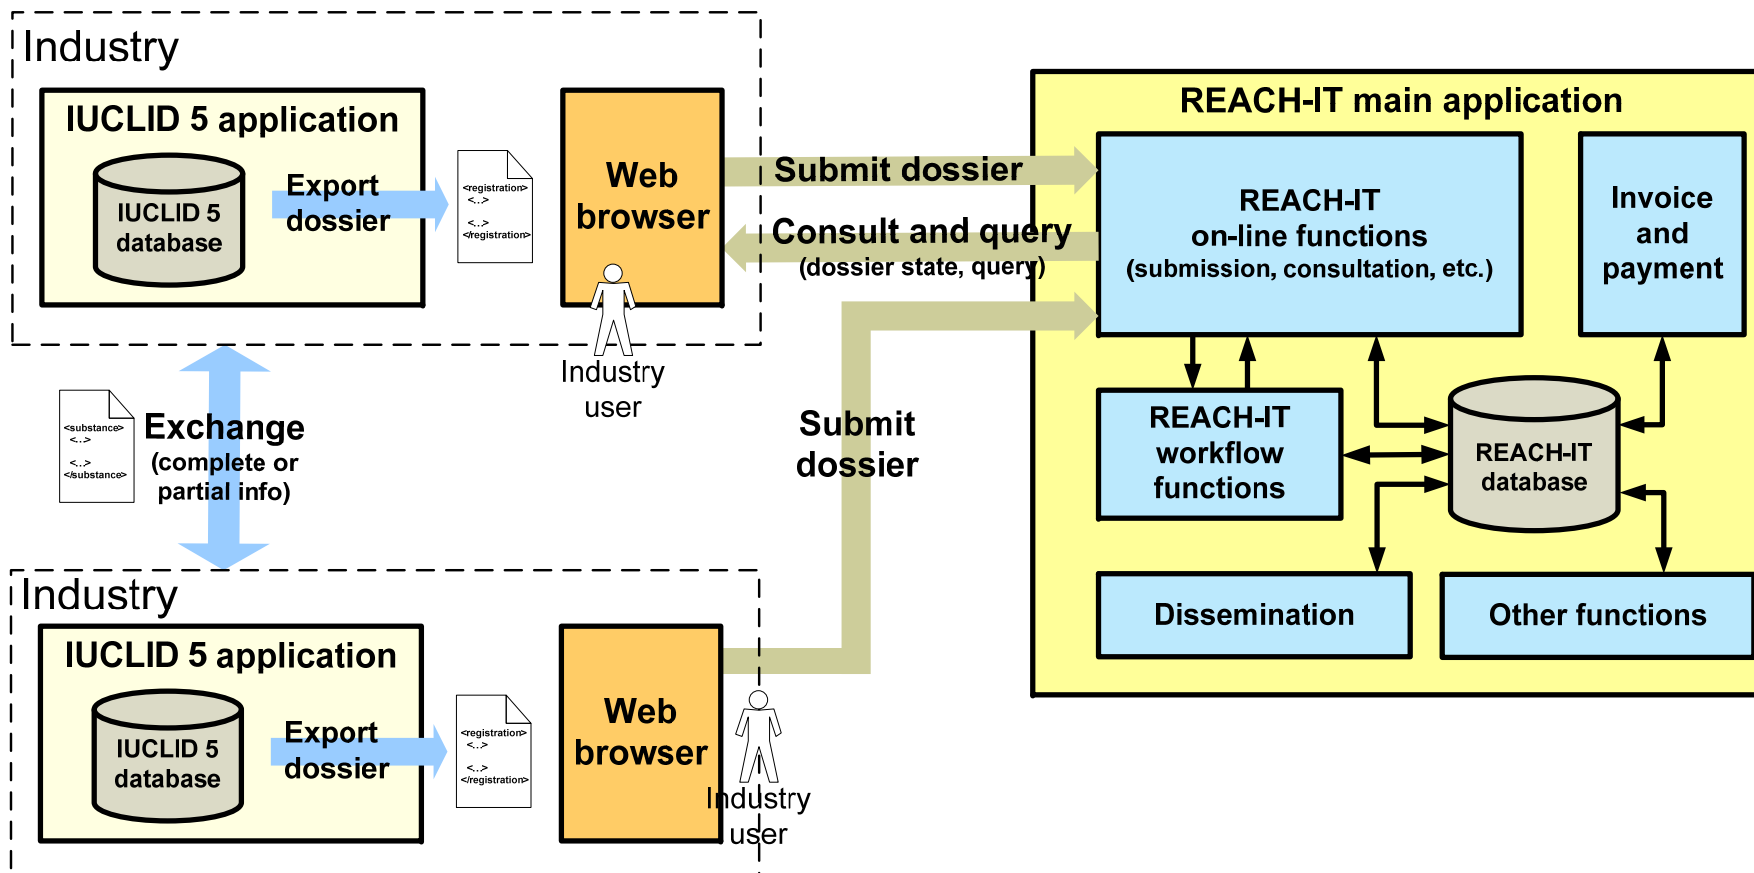 Industry
IUCLID 5 application
IUCLID 5
database
Export
dossier
<registration>
<...>
<...>
</registration>
Web
browser
Industry
user
Submit dossier
Consult and query
(dossier state, query)
REACH-IT main application
REACH-IT
on-line functions
(submission, consultation, etc.)
Invoice
and
payment
<substance>
<...>
<...>
</substance>
Exchange
(complete or
partial info)
Submit
dossier
REACH-IT
workflow
functions
REACH-IT
database
Dissemination
Other functions
Industry
IUCLID 5 application
IUCLID 5
database
Export
dossier
<registration>
<...>
<...>
</registration>
Web
browser
Industry
user